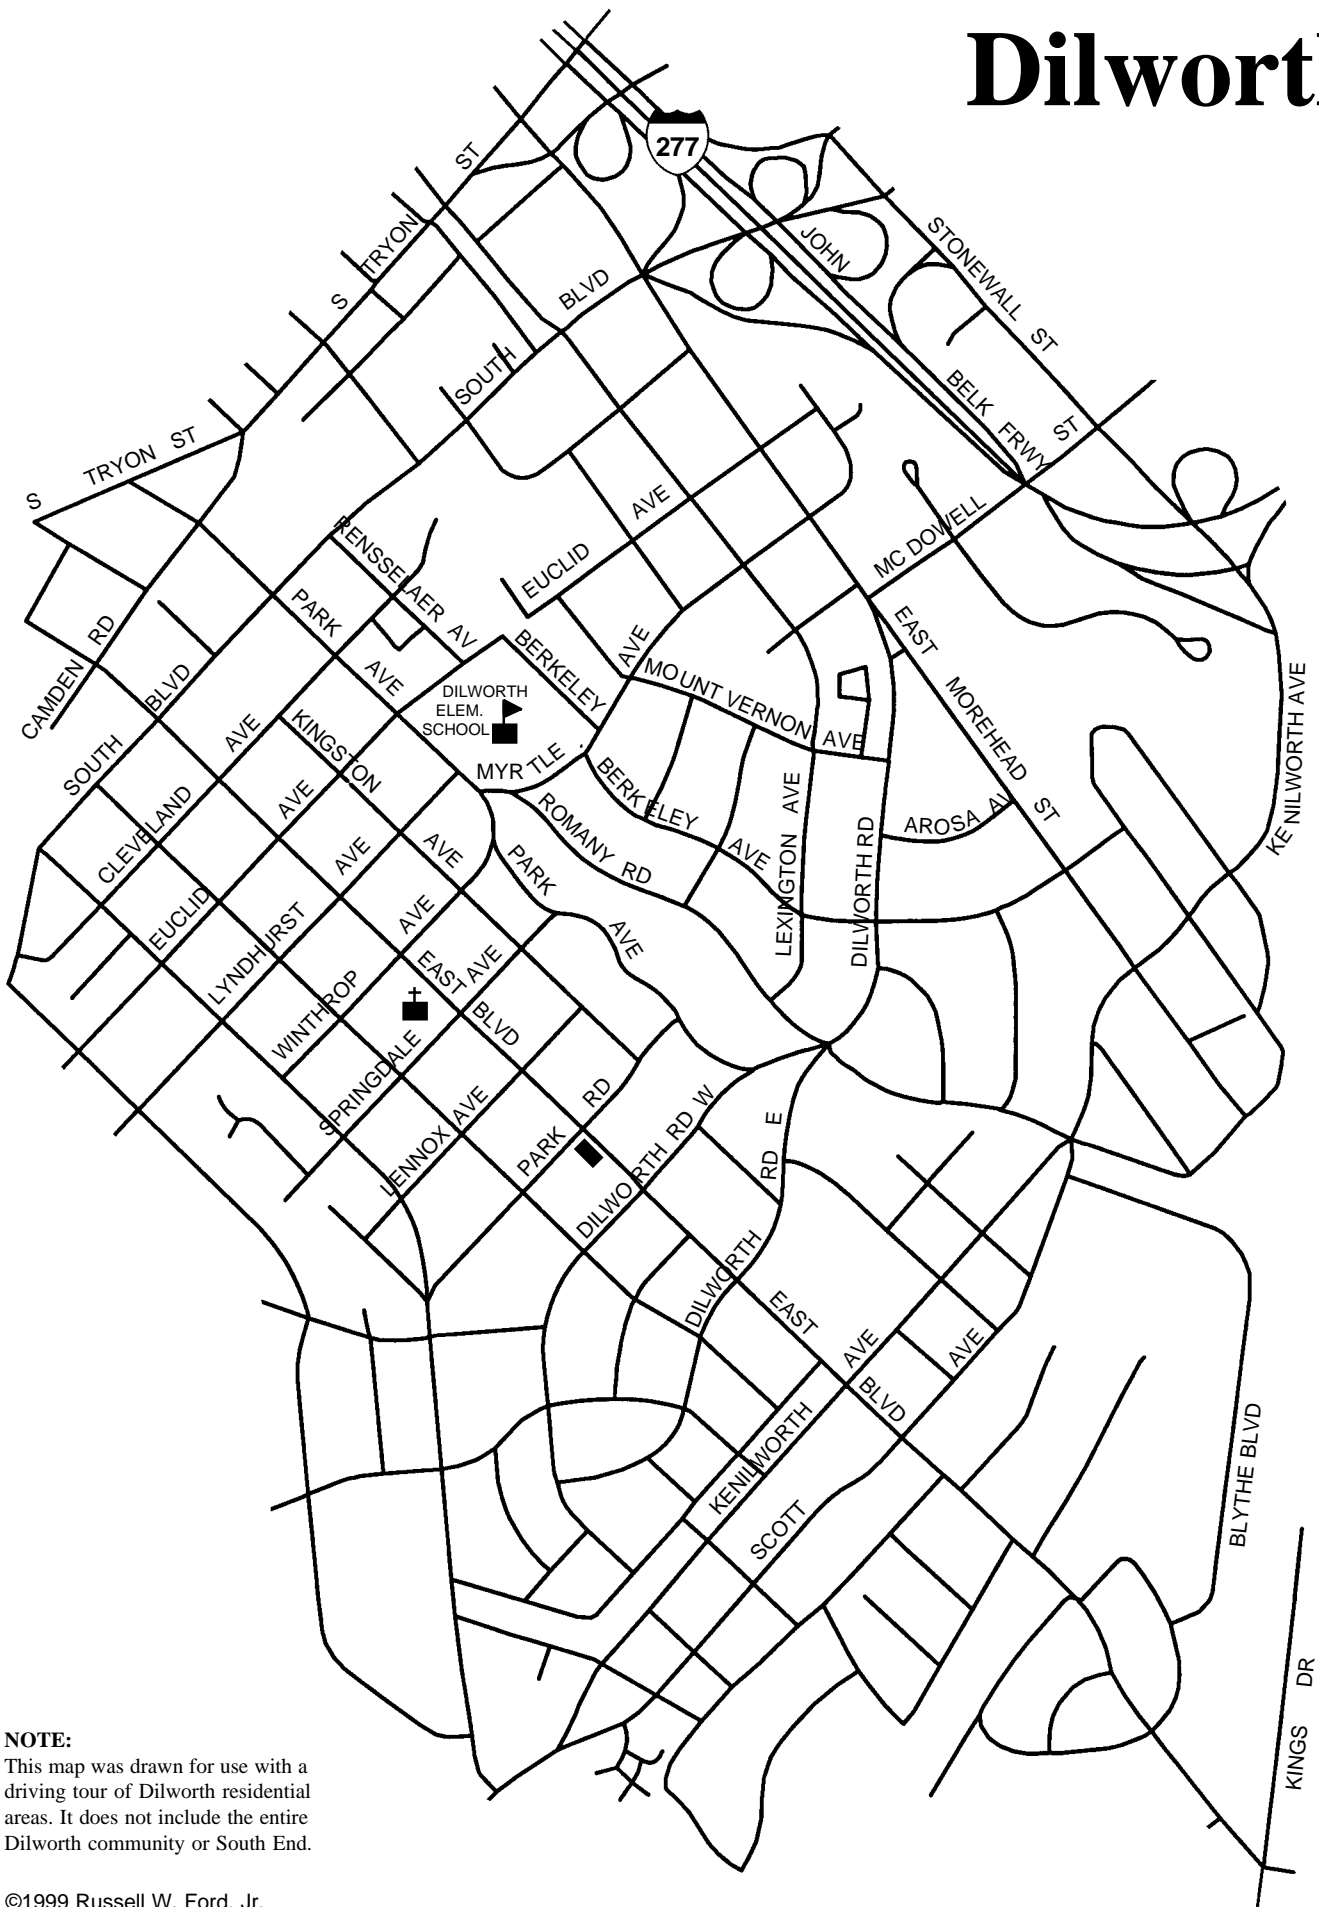 Dilwort
277
S TRYON ST
JOHN BELK FRWY
STONEWALL ST
SOUTH BLVD
S TRYON ST
MC DOWELL ST
EUCLID AVE
RENSSELAER AV
PARK AVE
CAMDEN RD
BERKELEY
AVE
EAST MOREHEAD ST
MOUNT VERNON AVE
KENILWORTH AVE
DILWORTH
ELEM.
SCHOOL
MYRTLE
SOUTH BLVD
CLEVELAND AVE
KINGSTON AVE
BERKELEY AVE
ROMANY RD
AROSA AV
EUCLID AVE
LYNDHURST AVE
PARK AVE
LEXINGTON AVE
DILWORTH RD
WINTHROP AVE
EAST BLVD
SPRINGDALE AVE
LENNOX AVE
PARK RD
DILWORTH RD W
DILWORTH RD E
EAST BLVD
KENILWORTH AVE
SCOTT AVE
BLYTHE BLVD
KINGS DR
NOTE:
This map was drawn for use with a
driving tour of Dilworth residential
areas. It does not include the entire
Dilworth community or South End.
©1999 Russell W. Ford, Jr.